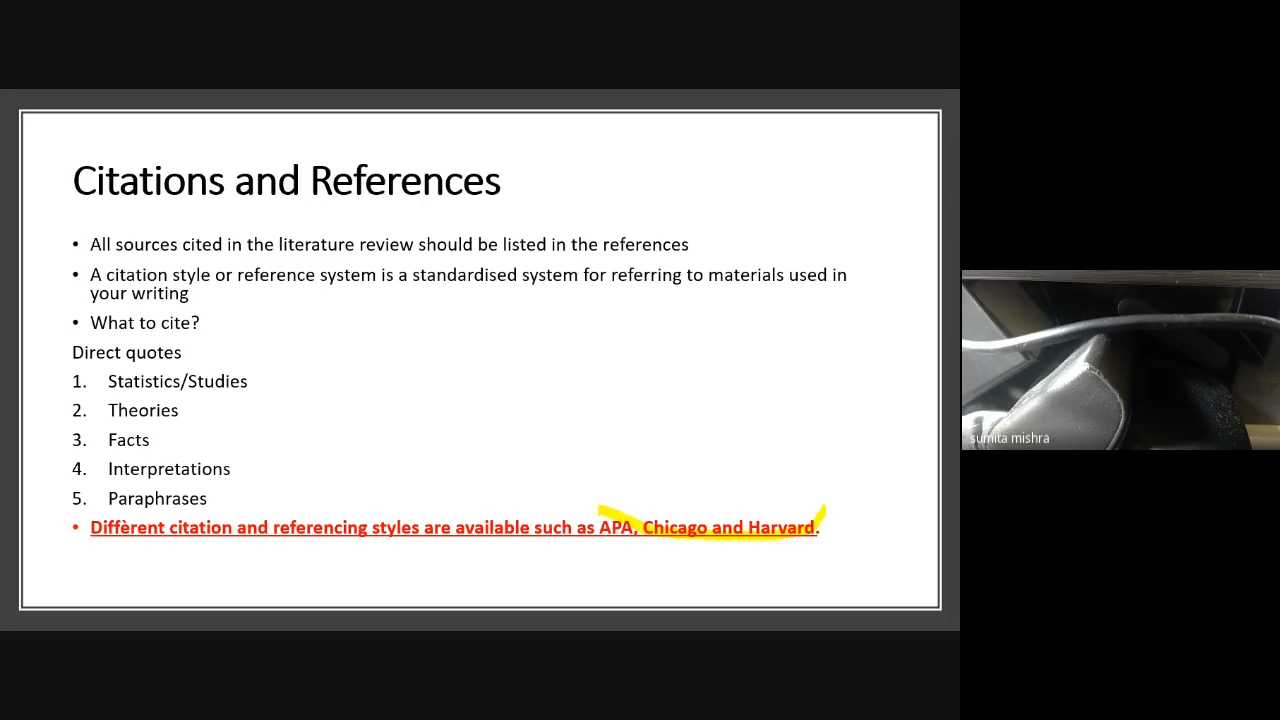 Citations and References
• All sources cited in the literature review should be listed in the references
• A citation style or reference system is a standardised system for referring to materials used in
your writing
• What to cite?
Direct quotes
1. Statistics/Studies
2. Theories
3. Facts
4. Interpretations
5. Paraphrases
• Different citation and referencing styles are available such as APA, Chicago and Harvard.
sumita mishra